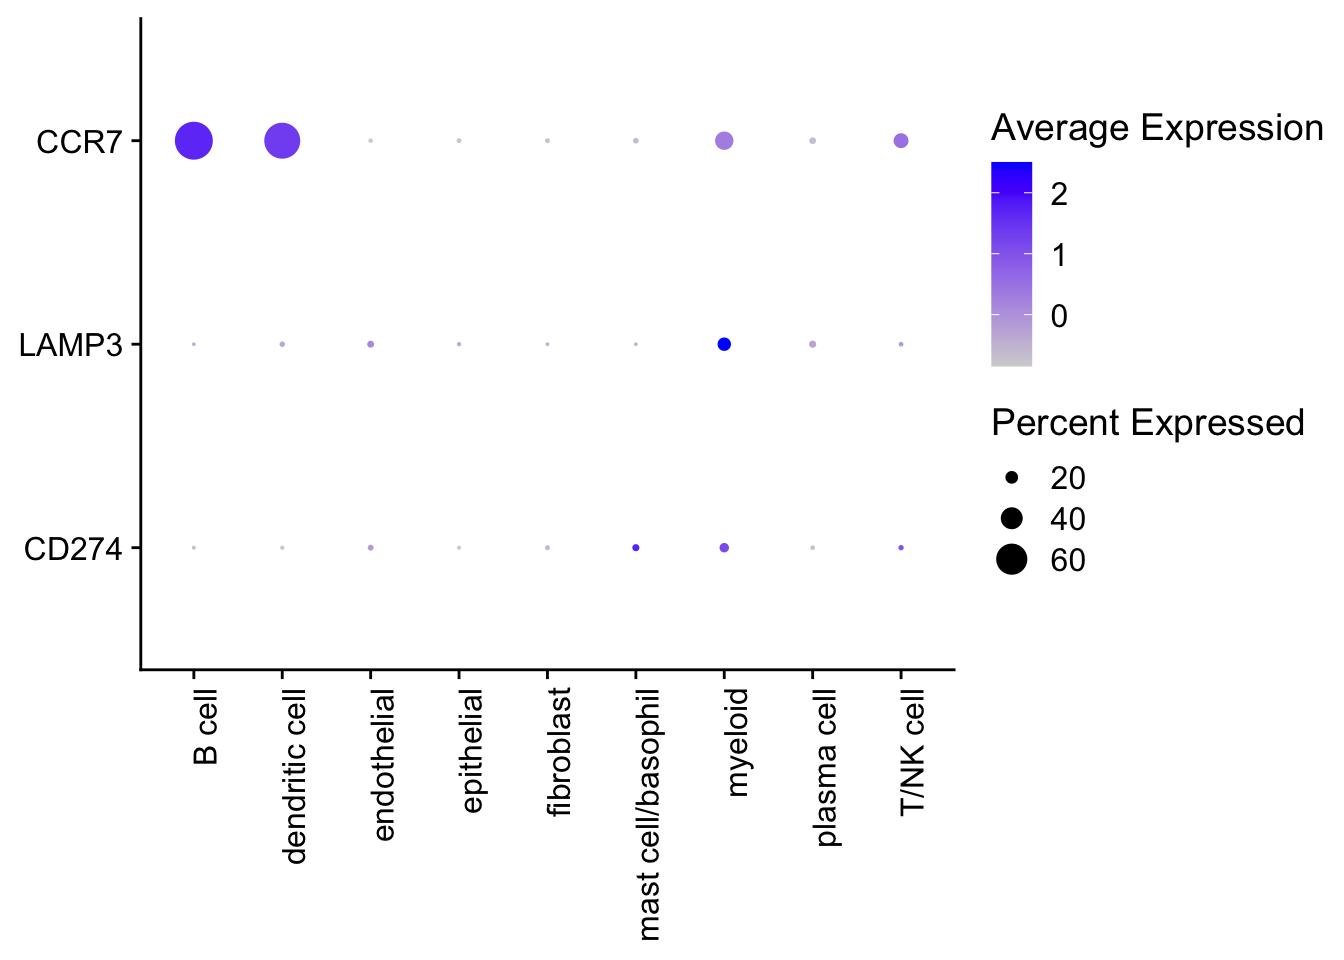 CCR7
LAMP3
CD274
B cell
dendritic cell
endothelial
epithelial
fibroblast
mast cell/basophil
myeloid
plasma cell
T/NK cell
Average Expression
2
1
0
Percent Expressed
20
40
60